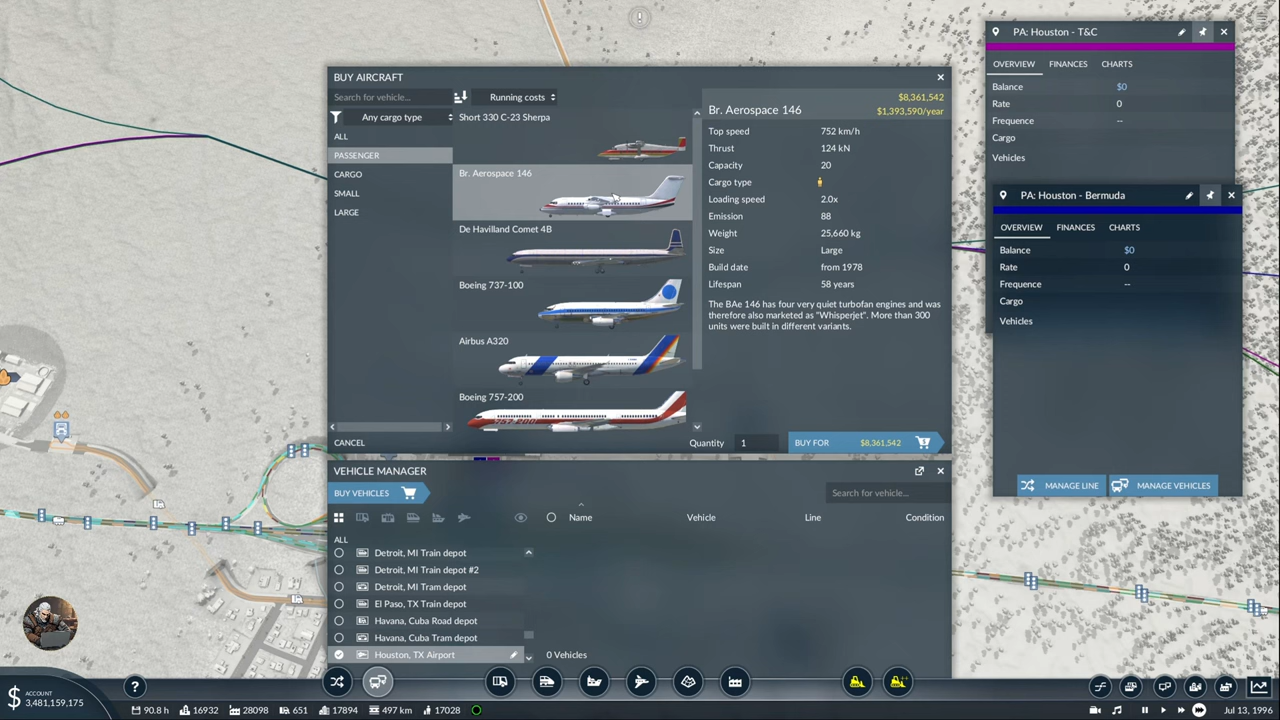 PA: Houston - T&C
OVERVIEW FINANCES CHARTS
Balance $0
Rate 0
Frequence --
Cargo
Vehicles
PA: Houston - Bermuda
OVERVIEW FINANCES CHARTS
Balance $0
Rate 0
Frequence --
Cargo
Vehicles
MANAGE LINE MANAGE VEHICLES
BUY AIRCRAFT
Search for vehicle... Running costs
Any cargo type
ALL
PASSENGER
CARGO
SMALL
LARGE
Short 330 C-23 Sherpa
Br. Aerospace 146
De Havilland Comet 4B
Boeing 737-100
Airbus A320
Boeing 757-200
$8,361,542
Br. Aerospace 146 $1,393,590/year
Top speed 752 km/h
Thrust 124 kN
Capacity 20
Cargo type
Loading speed 2.0x
Emission 88
Weight 25,660 kg
Size Large
Build date from 1978
Lifespan 58 years
The BAe 146 has four very quiet turbofan engines and was
therefore also marketed as "Whisperjet". More than 300
units were built in different variants.
CANCEL Quantity 1 BUY FOR $8,361,542
VEHICLE MANAGER
BUY VEHICLES Search for vehicle...
Name Vehicle Line Condition
ALL
Detroit, MI Train depot
Detroit, MI Train depot #2
Detroit, MI Tram depot
El Paso, TX Train depot
Havana, Cuba Road depot
Havana, Cuba Tram depot
Houston, TX Airport 0 Vehicles
$ ACCOUNT
3,481,159,175
?
90.8 h 16932 28098 651 17894 497 km 17028 Jul 13, 1996